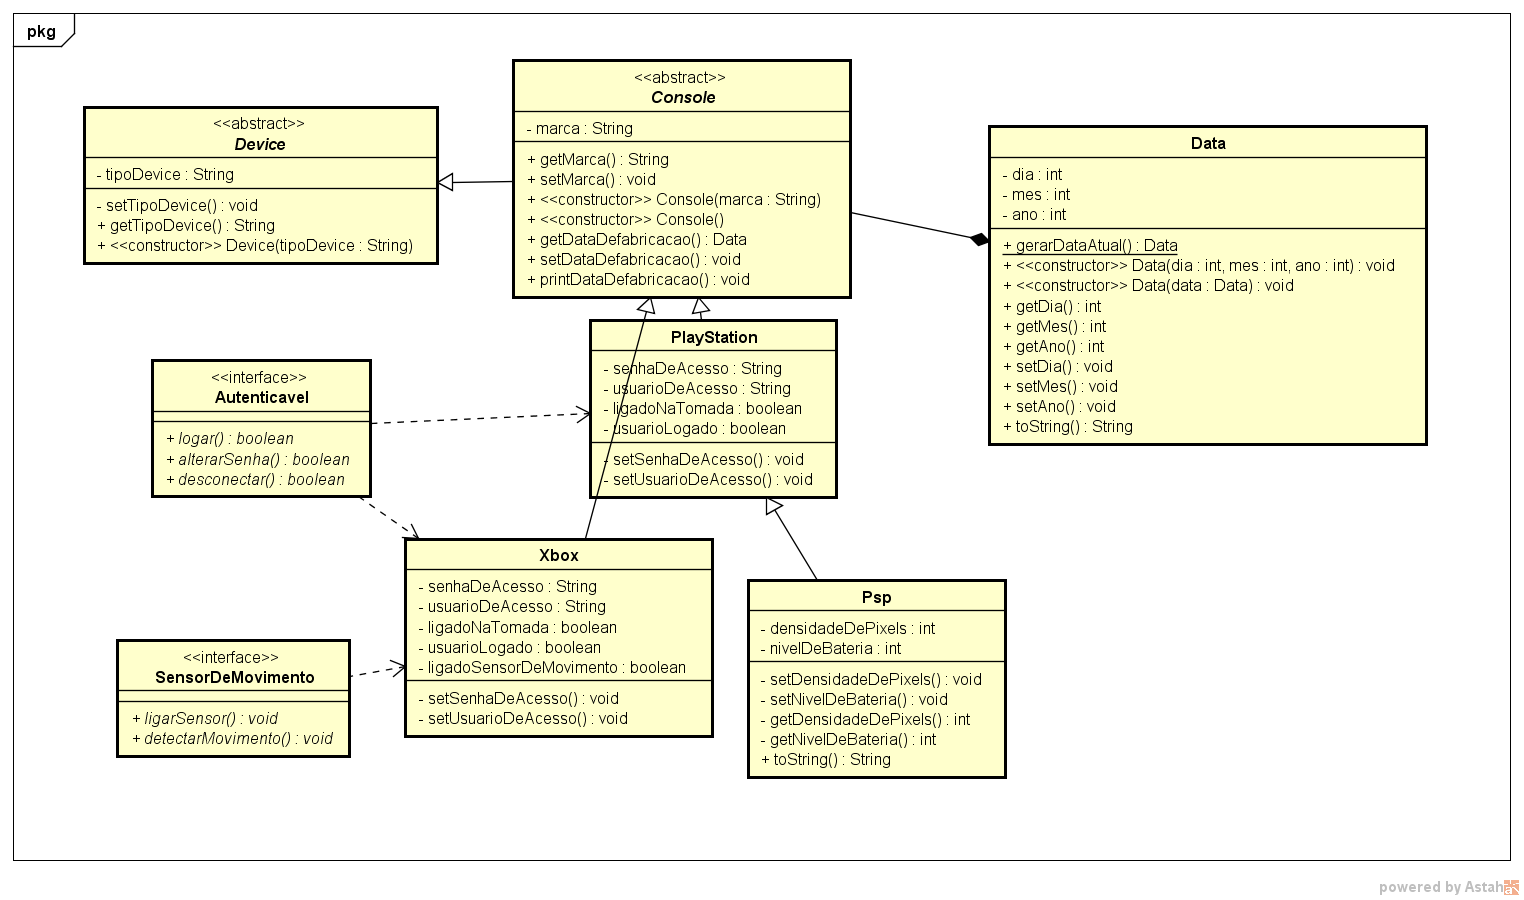 pkg
<<abstract>>
Device
- tipoDevice : String
- setTipoDevice() : void
+ getTipoDevice() : String
+ <<constructor>> Device(tipoDevice : String)
<<abstract>>
Console
- marca : String
+ getMarca() : String
+ setMarca() : void
+ <<constructor>> Console(marca : String)
+ <<constructor>> Console()
+ getDataDefabricacao() : Data
+ setDataDefabricacao() : void
+ printDataDefabricacao() : void
Data
- dia : int
- mes : int
- ano : int
+ gerarDataAtual() : Data
+ <<constructor>> Data(dia : int, mes : int, ano : int) : void
+ <<constructor>> Data(data : Data) : void
+ getDia() : int
+ getMes() : int
+ getAno() : int
+ setDia() : void
+ setMes() : void
+ setAno() : void
+ toString() : String
<<interface>>
Autenticavel
+ logar() : boolean
+ alterarSenha() : boolean
+ desconectar() : boolean
PlayStation
- senhaDeAcesso : String
- usuarioDeAcesso : String
- ligadoNaTomada : boolean
- usuarioLogado : boolean
- setSenhaDeAcesso() : void
- setUsuarioDeAcesso() : void
Xbox
- senhaDeAcesso : String
- usuarioDeAcesso : String
- ligadoNaTomada : boolean
- usuarioLogado : boolean
- ligadoSensorDeMovimento : boolean
- setSenhaDeAcesso() : void
- setUsuarioDeAcesso() : void
Psp
- densidadeDePixels : int
- nivelDeBateria : int
- setDensidadeDePixels() : void
- setNivelDeBateria() : void
- getDensidadeDePixels() : int
- getNivelDeBateria() : int
+ toString() : String
<<interface>>
SensorDeMovimento
+ ligarSensor() : void
+ detectarMovimento() : void
powered by Astah